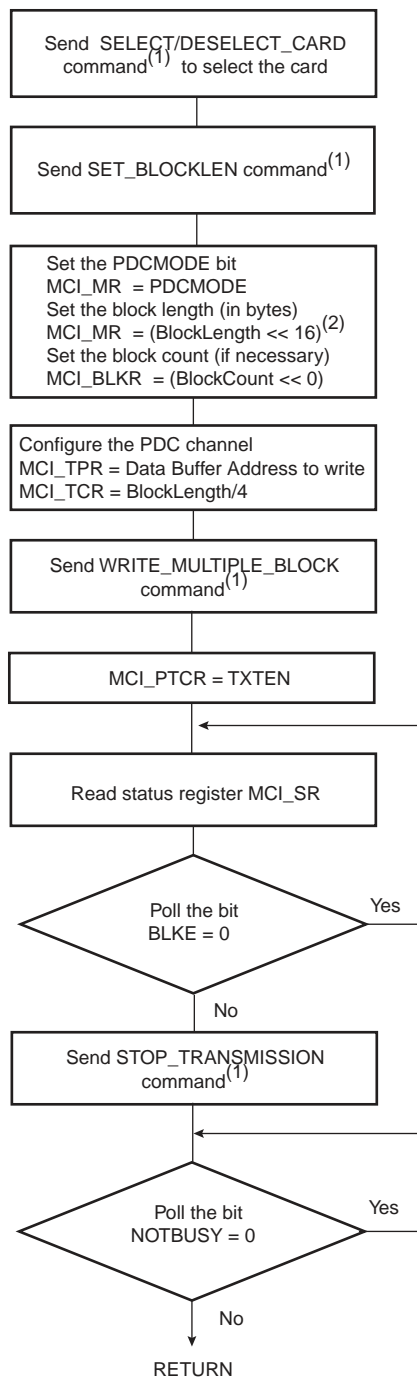 Send SELECT/DESELECT_CARD
command(1) to select the card
Send SET_BLOCKLEN command(1)
Set the PDCMODE bit
MCI_MR = PDCMODE
Set the block length (in bytes)
MCI_MR = (BlockLength << 16)(2)
Set the block count (if necessary)
MCI_BLKR = (BlockCount << 0)
Configure the PDC channel
MCI_TPR = Data Buffer Address to write
MCI_TCR = BlockLength/4
Send WRITE_MULTIPLE_BLOCK
command(1)
MCI_PTCR = TXTEN
Read status register MCI_SR
Poll the bit
BLKE = 0
Yes
No
Send STOP_TRANSMISSION
command(1)
Poll the bit
NOTBUSY = 0
Yes
No
RETURN